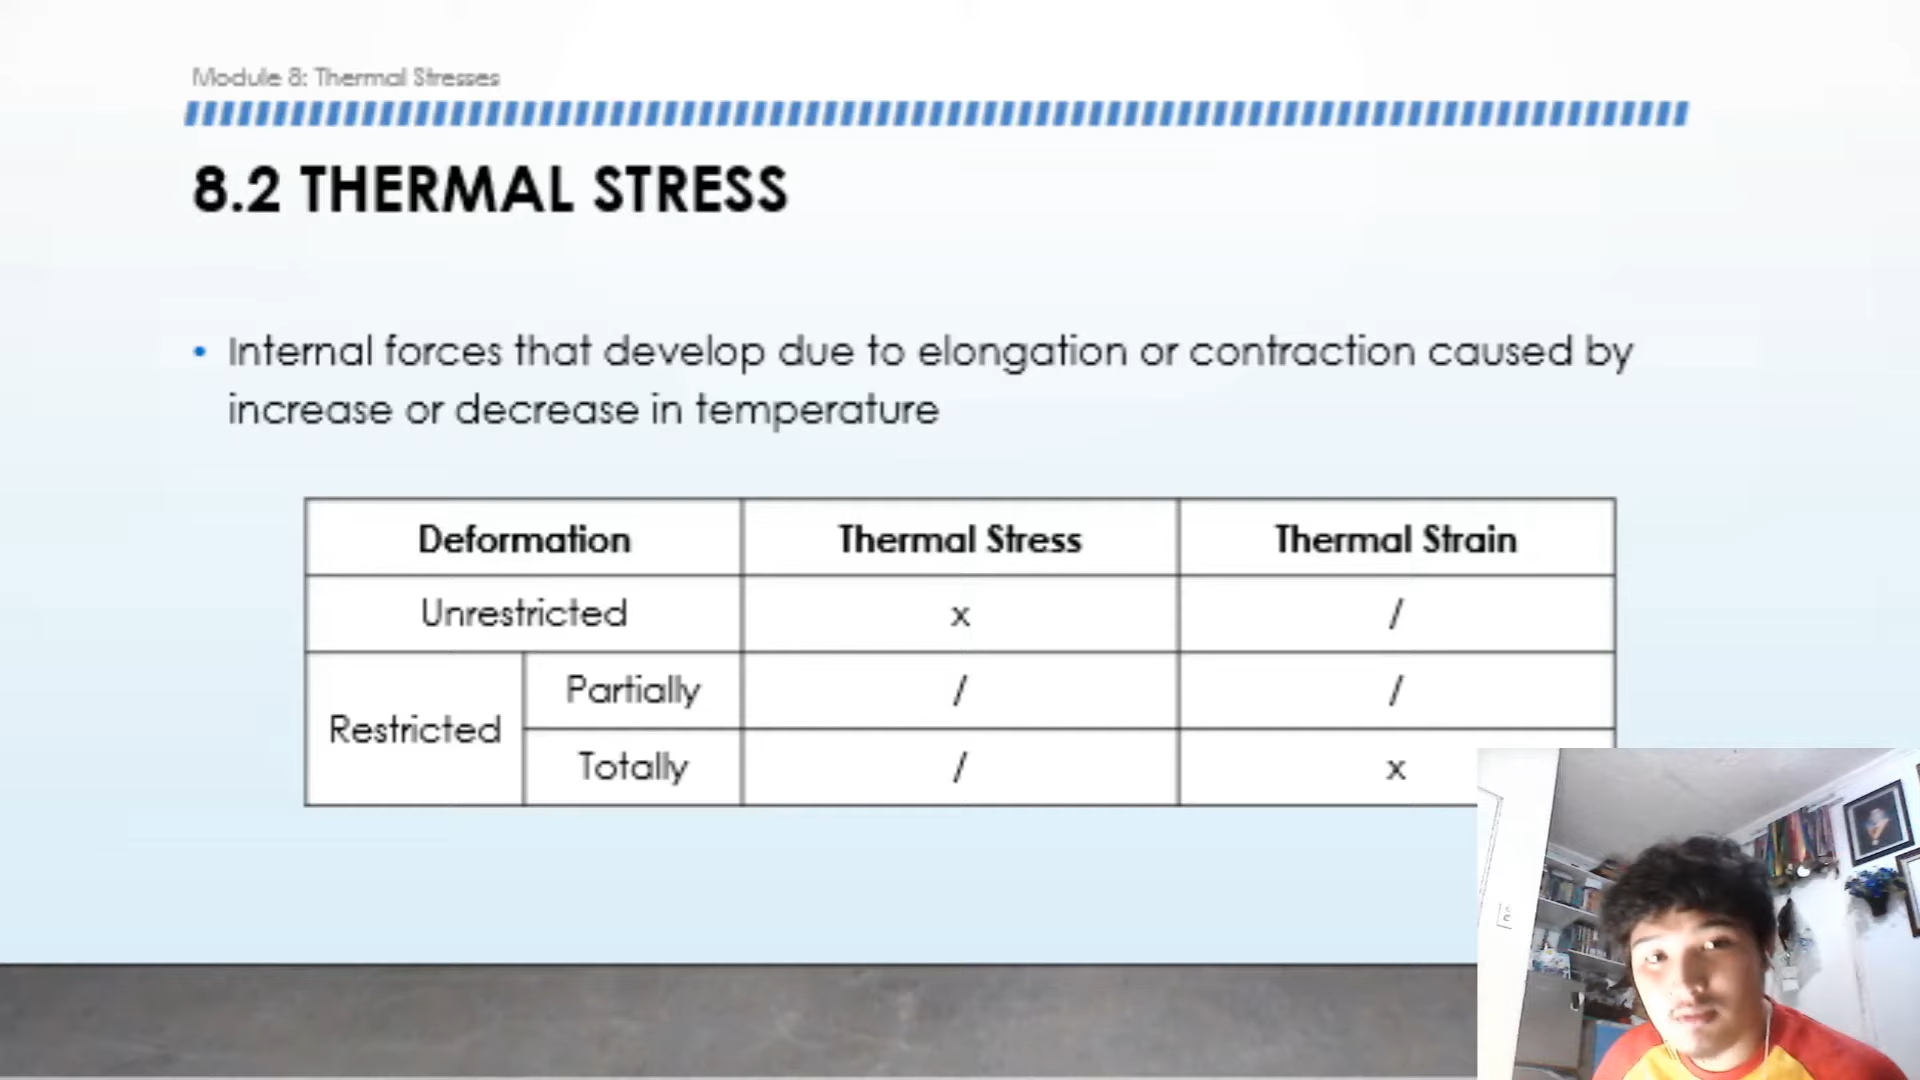 Module 8: Thermal Stresses
8.2 THERMAL STRESS
• Internal forces that develop due to elongation or contraction caused by
increase or decrease in temperature
Deformation Thermal Stress Thermal Strain
Unrestricted x /
Restricted
Partially / /
Totally / x